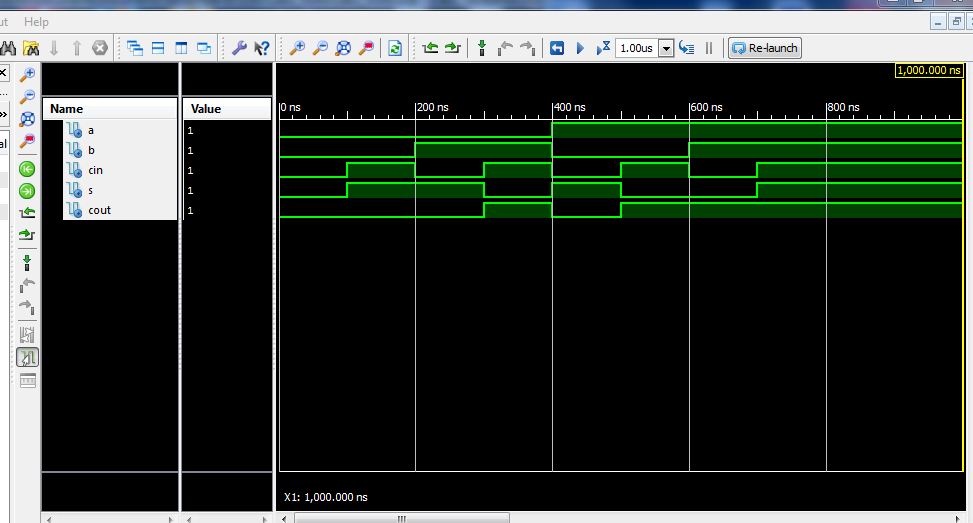 ut Help
1.00us Re-launch
1,000.000 ns
Name Value
0 ns 200 ns 400 ns 600 ns 800 ns
a 1
b 1
cin 1
s 1
cout 1
al
X1: 1,000.000 ns